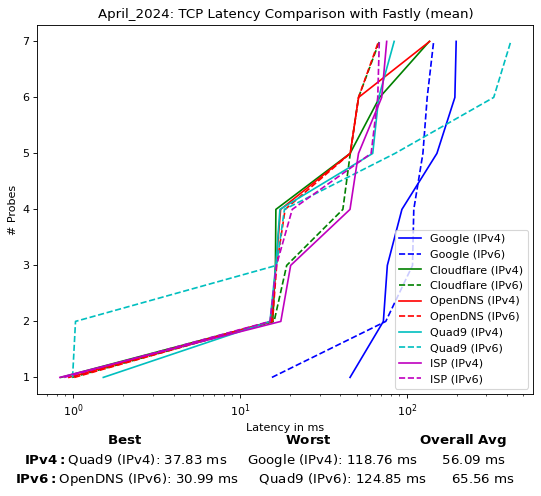 April_2024: TCP Latency Comparison with Fastly (mean)
# Probes
7
6
5
4
3
2
1
Google (IPv4)
Google (IPv6)
Cloudflare (IPv4)
Cloudflare (IPv6)
OpenDNS (IPv4)
OpenDNS (IPv6)
Quad9 (IPv4)
Quad9 (IPv6)
ISP (IPv4)
ISP (IPv6)
10⁰ 10¹ 10²
Latency in ms
Best Worst Overall Avg
IPv4: Quad9 (IPv4): 37.83 ms Google (IPv4): 118.76 ms 56.09 ms
IPv6: OpenDNS (IPv6): 30.99 ms Quad9 (IPv6): 124.85 ms 65.56 ms